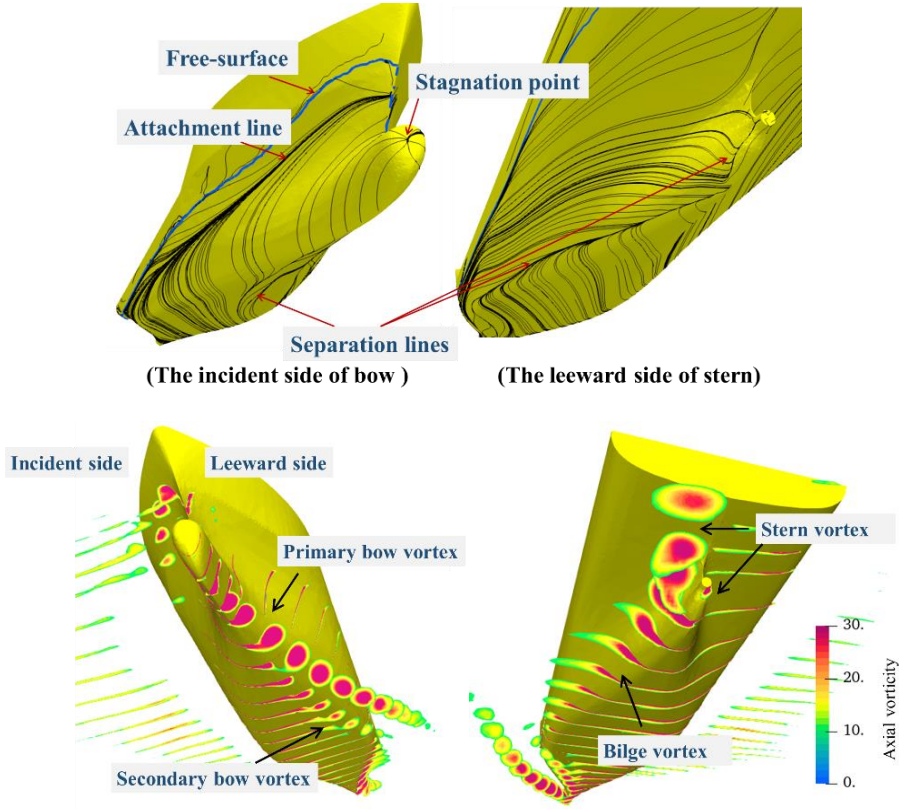 Free-surface
Stagnation point
Attachment line
Separation lines
(The incident side of bow )
(The leeward side of stern)
Incident side
Leeward side
Primary bow vortex
Secondary bow vortex
Stern vortex
Bilge vortex
30.
20.
10.
0.
Axial vorticity